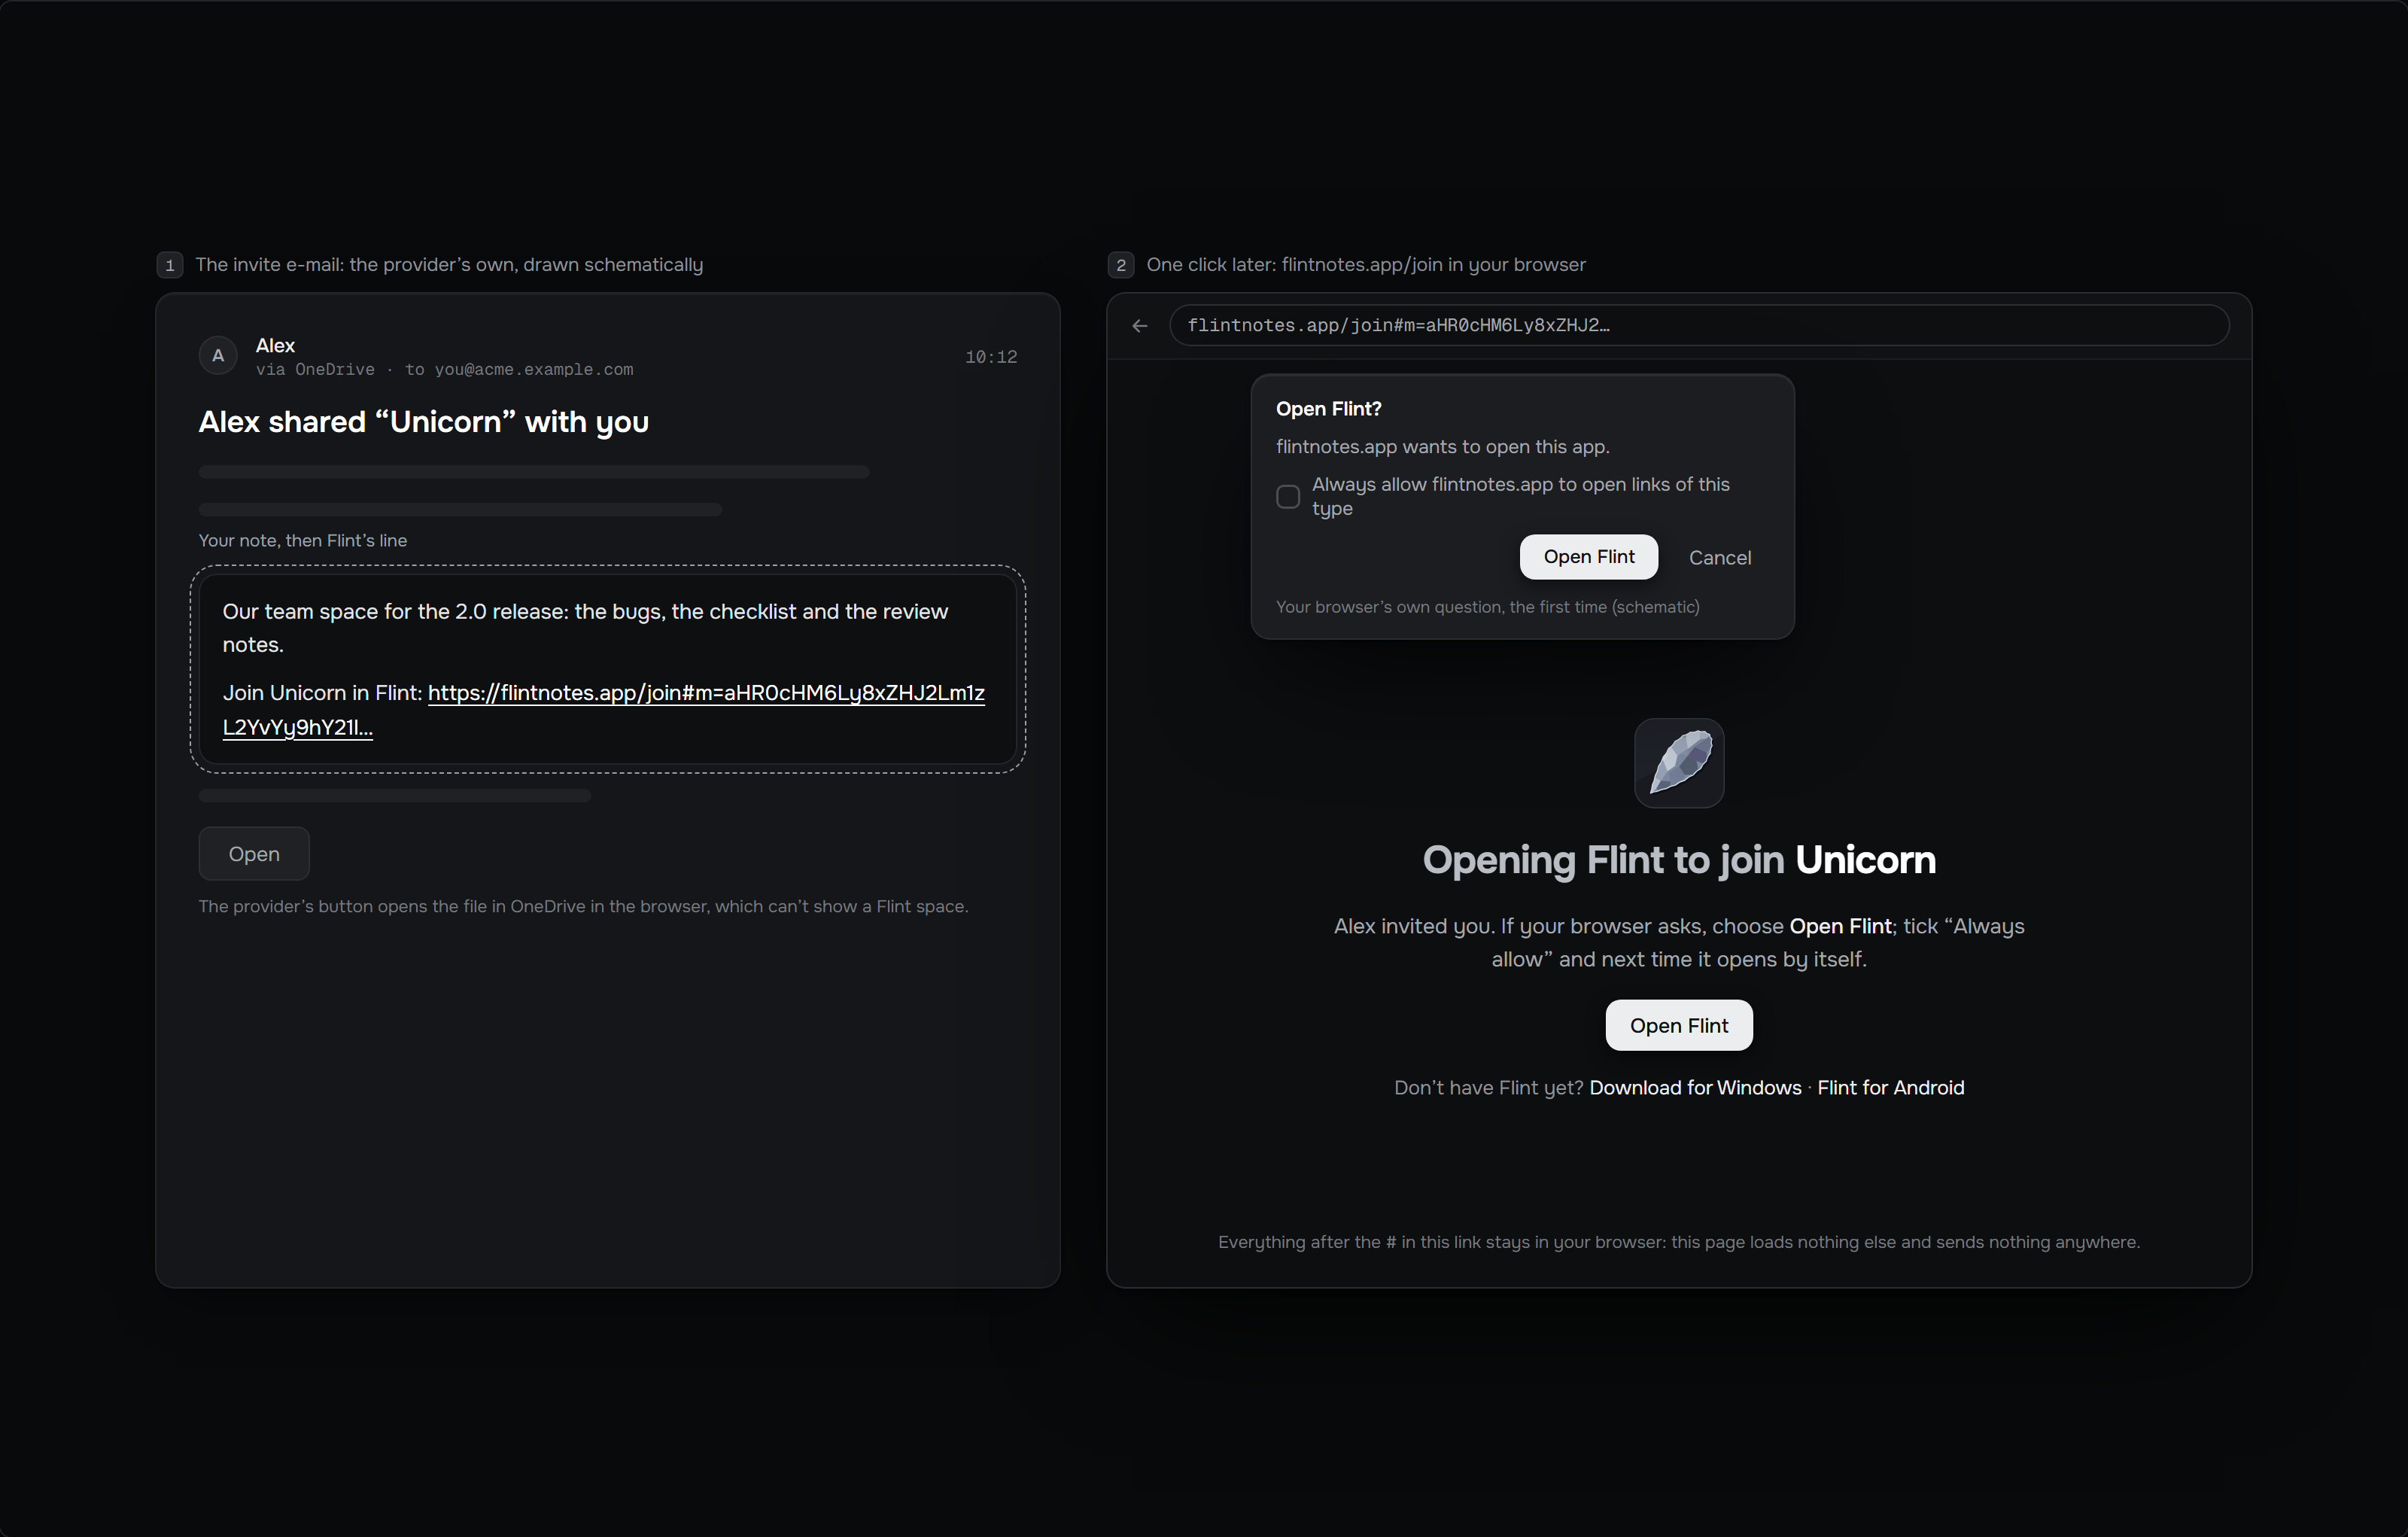 1 The invite e-mail: the provider’s own, drawn schematically
A
Alex
via OneDrive · to you@acme.example.com
10:12
Alex shared “Unicorn” with you
Your note, then Flint’s line
Our team space for the 2.0 release: the bugs, the checklist and the review
notes.
Join Unicorn in Flint: https://flintnotes.app/join#m=aHR0cHM6Ly8xZHJ2Lm1z
L2YvYy9hY21l...
Open
The provider’s button opens the file in OneDrive in the browser, which can’t show a Flint space.
2 One click later: flintnotes.app/join in your browser
flintnotes.app/join#m=aHR0cHM6Ly8xZHJ2…
Open Flint?
flintnotes.app wants to open this app.
Always allow flintnotes.app to open links of this
type
Open Flint
Cancel
Your browser’s own question, the first time (schematic)
Opening Flint to join Unicorn
Alex invited you. If your browser asks, choose Open Flint; tick “Always
allow” and next time it opens by itself.
Open Flint
Don’t have Flint yet? Download for Windows · Flint for Android
Everything after the # in this link stays in your browser: this page loads nothing else and sends nothing anywhere.